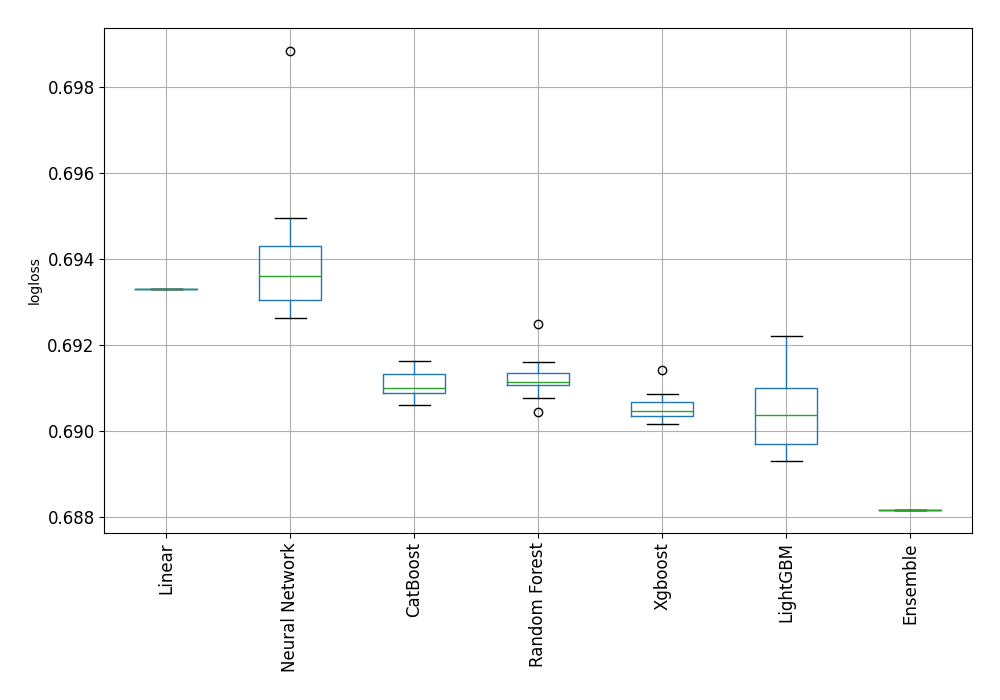 logloss
0.698
0.696
0.694
0.692
0.690
0.688
Linear
Neural Network
CatBoost
Random Forest
Xgboost
LightGBM
Ensemble